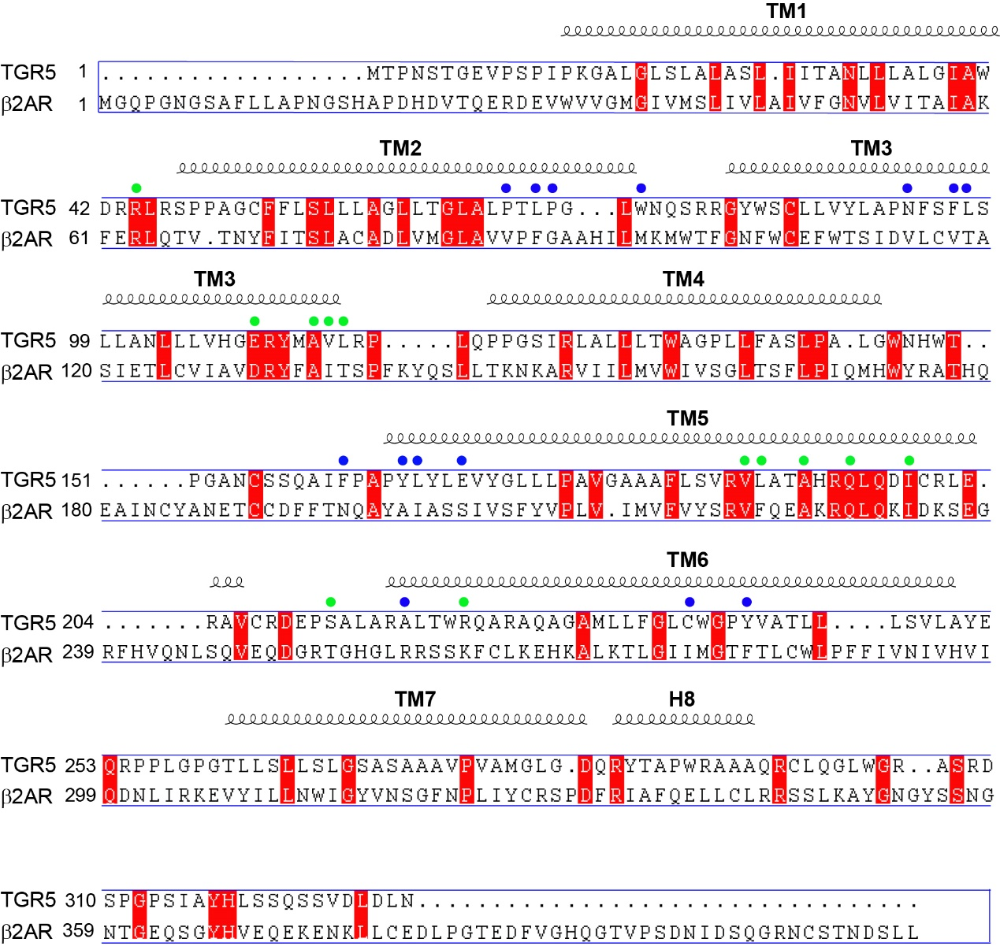 TM1
TGR5 1 ..................MTPNSTGEVPSPIPKGALGLSLALASL.IITANLLLALGIAW
β2AR 1 MGQPGNGSAFLLAPNGSHAPDHDVTQERDEVWVVGMGIVMSLIVLAIVFGNVLVITAIAK
TM2 TM3
TGR5 42 DRRLRSPPAGCFFLSLLLAGLLTGLALPTLPG...LWNQSRRGYWSCLLVYLAPNFSFLS
β2AR 61 FERLQTV.TNYFITSLACADLVMGLAVVPFGAAHILMKMWTFGNFWCEFWTSIDVLCVTA
TM3 TM4
TGR5 99 LLANLLLVHGERYMAVLRP.....LQPPGSIRLALLLTWAGPLLFASLPA.LGWNHWT..
β2AR 120 SIETLCVIAVDRYFAITSPFKYQSLLTKNKARVIILMVWIVSGLTSFLPIQMHWYRATHQ
TM5
TGR5 151 ......PGANCSSQAIFPAPYLYLEVYGLLLPAVGAAAFLSVRVLATAHRQLQDICRLE.
β2AR 180 EAINCYANETCCDFFTNQAYAIASSIVSFYVPLV.IMVFVYSRVFQEAKRQLQKIDKSEG
TM6
TGR5 204 .......RAVCRDEPSALARALTWRQARAQAGAMLLFGLCWGPYVATLL....LSVLAYE
β2AR 239 RFHVQNLSQVEQDGRTGHGLRRSSKFCLKEHKALKTLGIIMGTFTLCWLPFFIVNIVHVI
TM7 H8
TGR5 253 QRPPLGPGTLLSLLSLGSASAAAVPVAMGLG.DQRYTAPWRAAAQRCLQGLWGR..ASRD
β2AR 299 QDNLIRKEVYILLNWIGYVNSGFNPLIYCRSPDFRIAFQELLCLRRSSLKAYGNGYSSNG
TGR5 310 SPGPSIAYHLSSQSSVDLDLN..................................
β2AR 359 NTGEQSGYHVEQEKENKLLCEDLPGTEDFVGHQGTVPSDNIDSQGRNCSTNDSLL